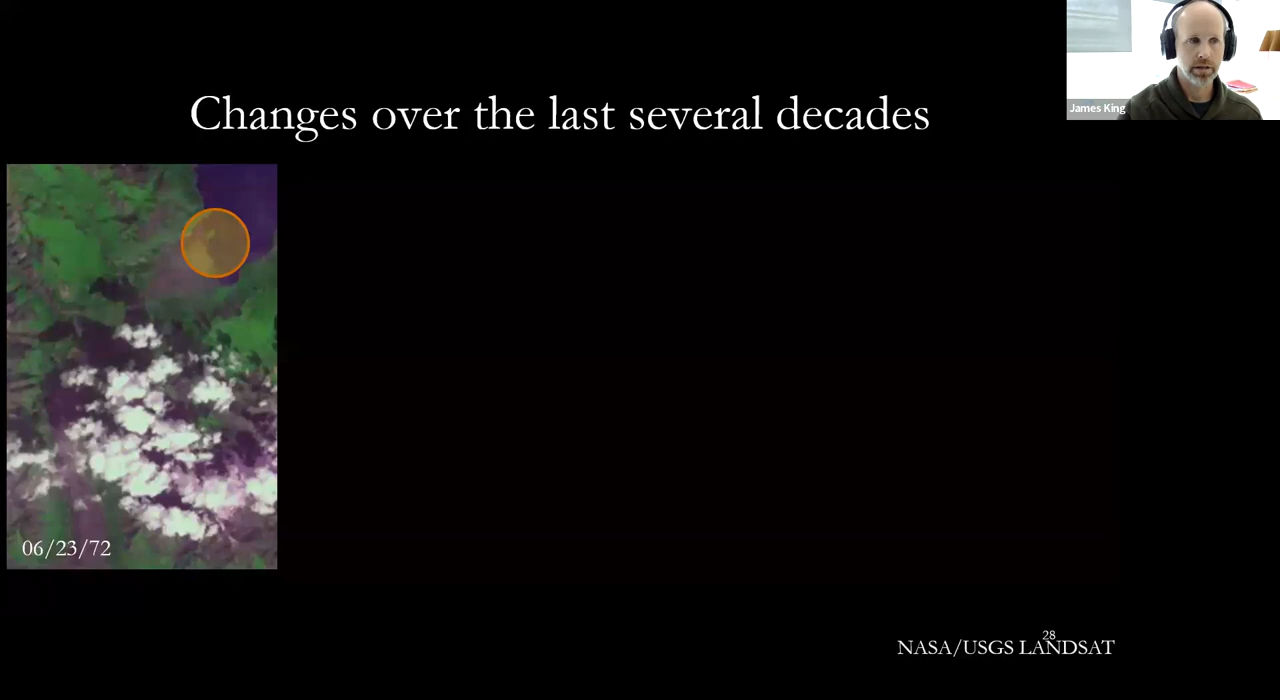 Changes over the last several decades
James King
06/23/72
28
NASA/USGS LANDSAT